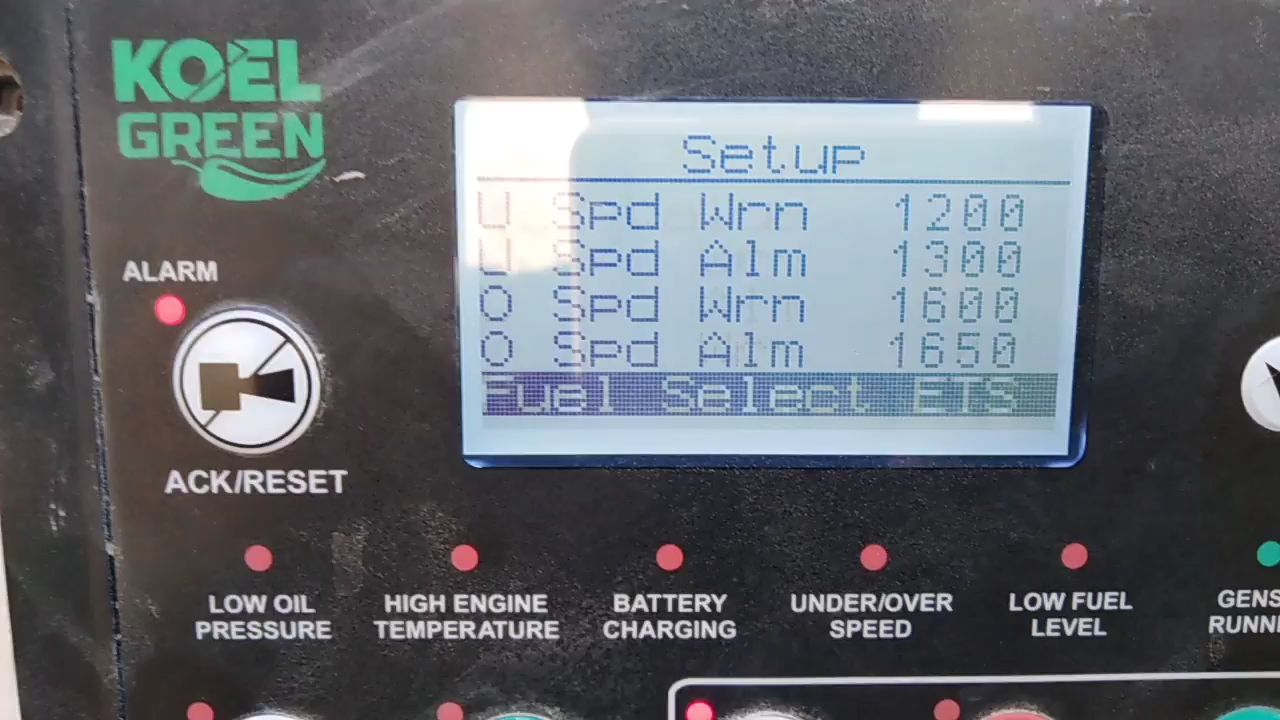 KOEL
GREEN
Setup
U Spd Wrn 1200
U Spd Alm 1300
O Spd Wrn 1600
O Spd Alm 1650
Fuel Select ETS
ALARM
ACK/RESET
LOW OIL
PRESSURE
HIGH ENGINE
TEMPERATURE
BATTERY
CHARGING
UNDER/OVER
SPEED
LOW FUEL
LEVEL